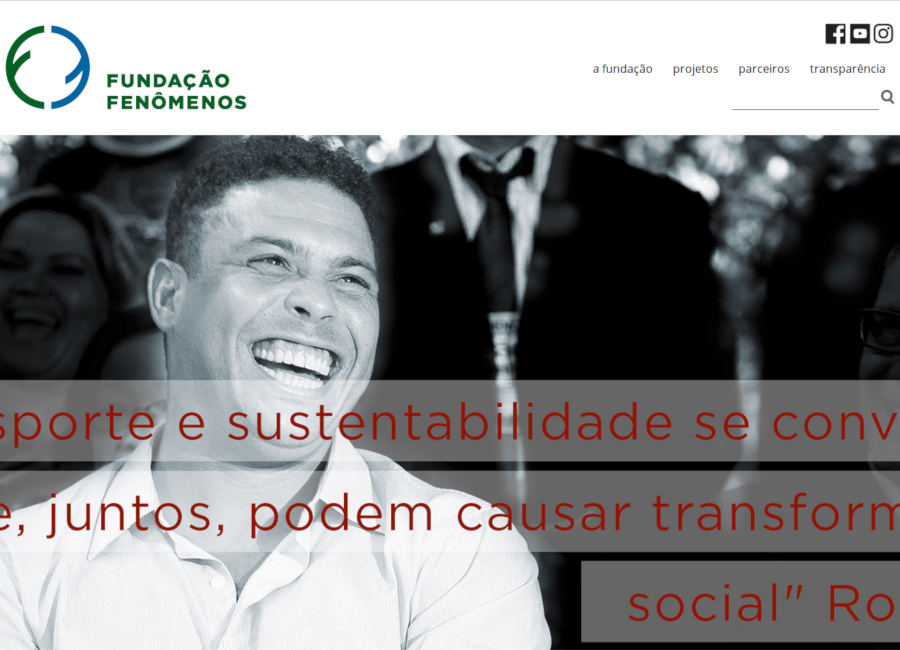 FUNDAÇÃO
FENÔMENOS
a fundação projetos parceiros transparência
sporte e sustentabilidade se conv
e, juntos, podem causar transform
social" Ro